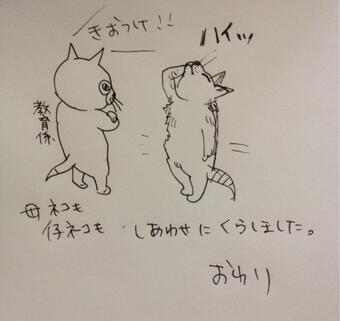 きおつけ!!
ハイッ
教育係
母ネコも
仔ネコも しあわせにくらしました。
おわり